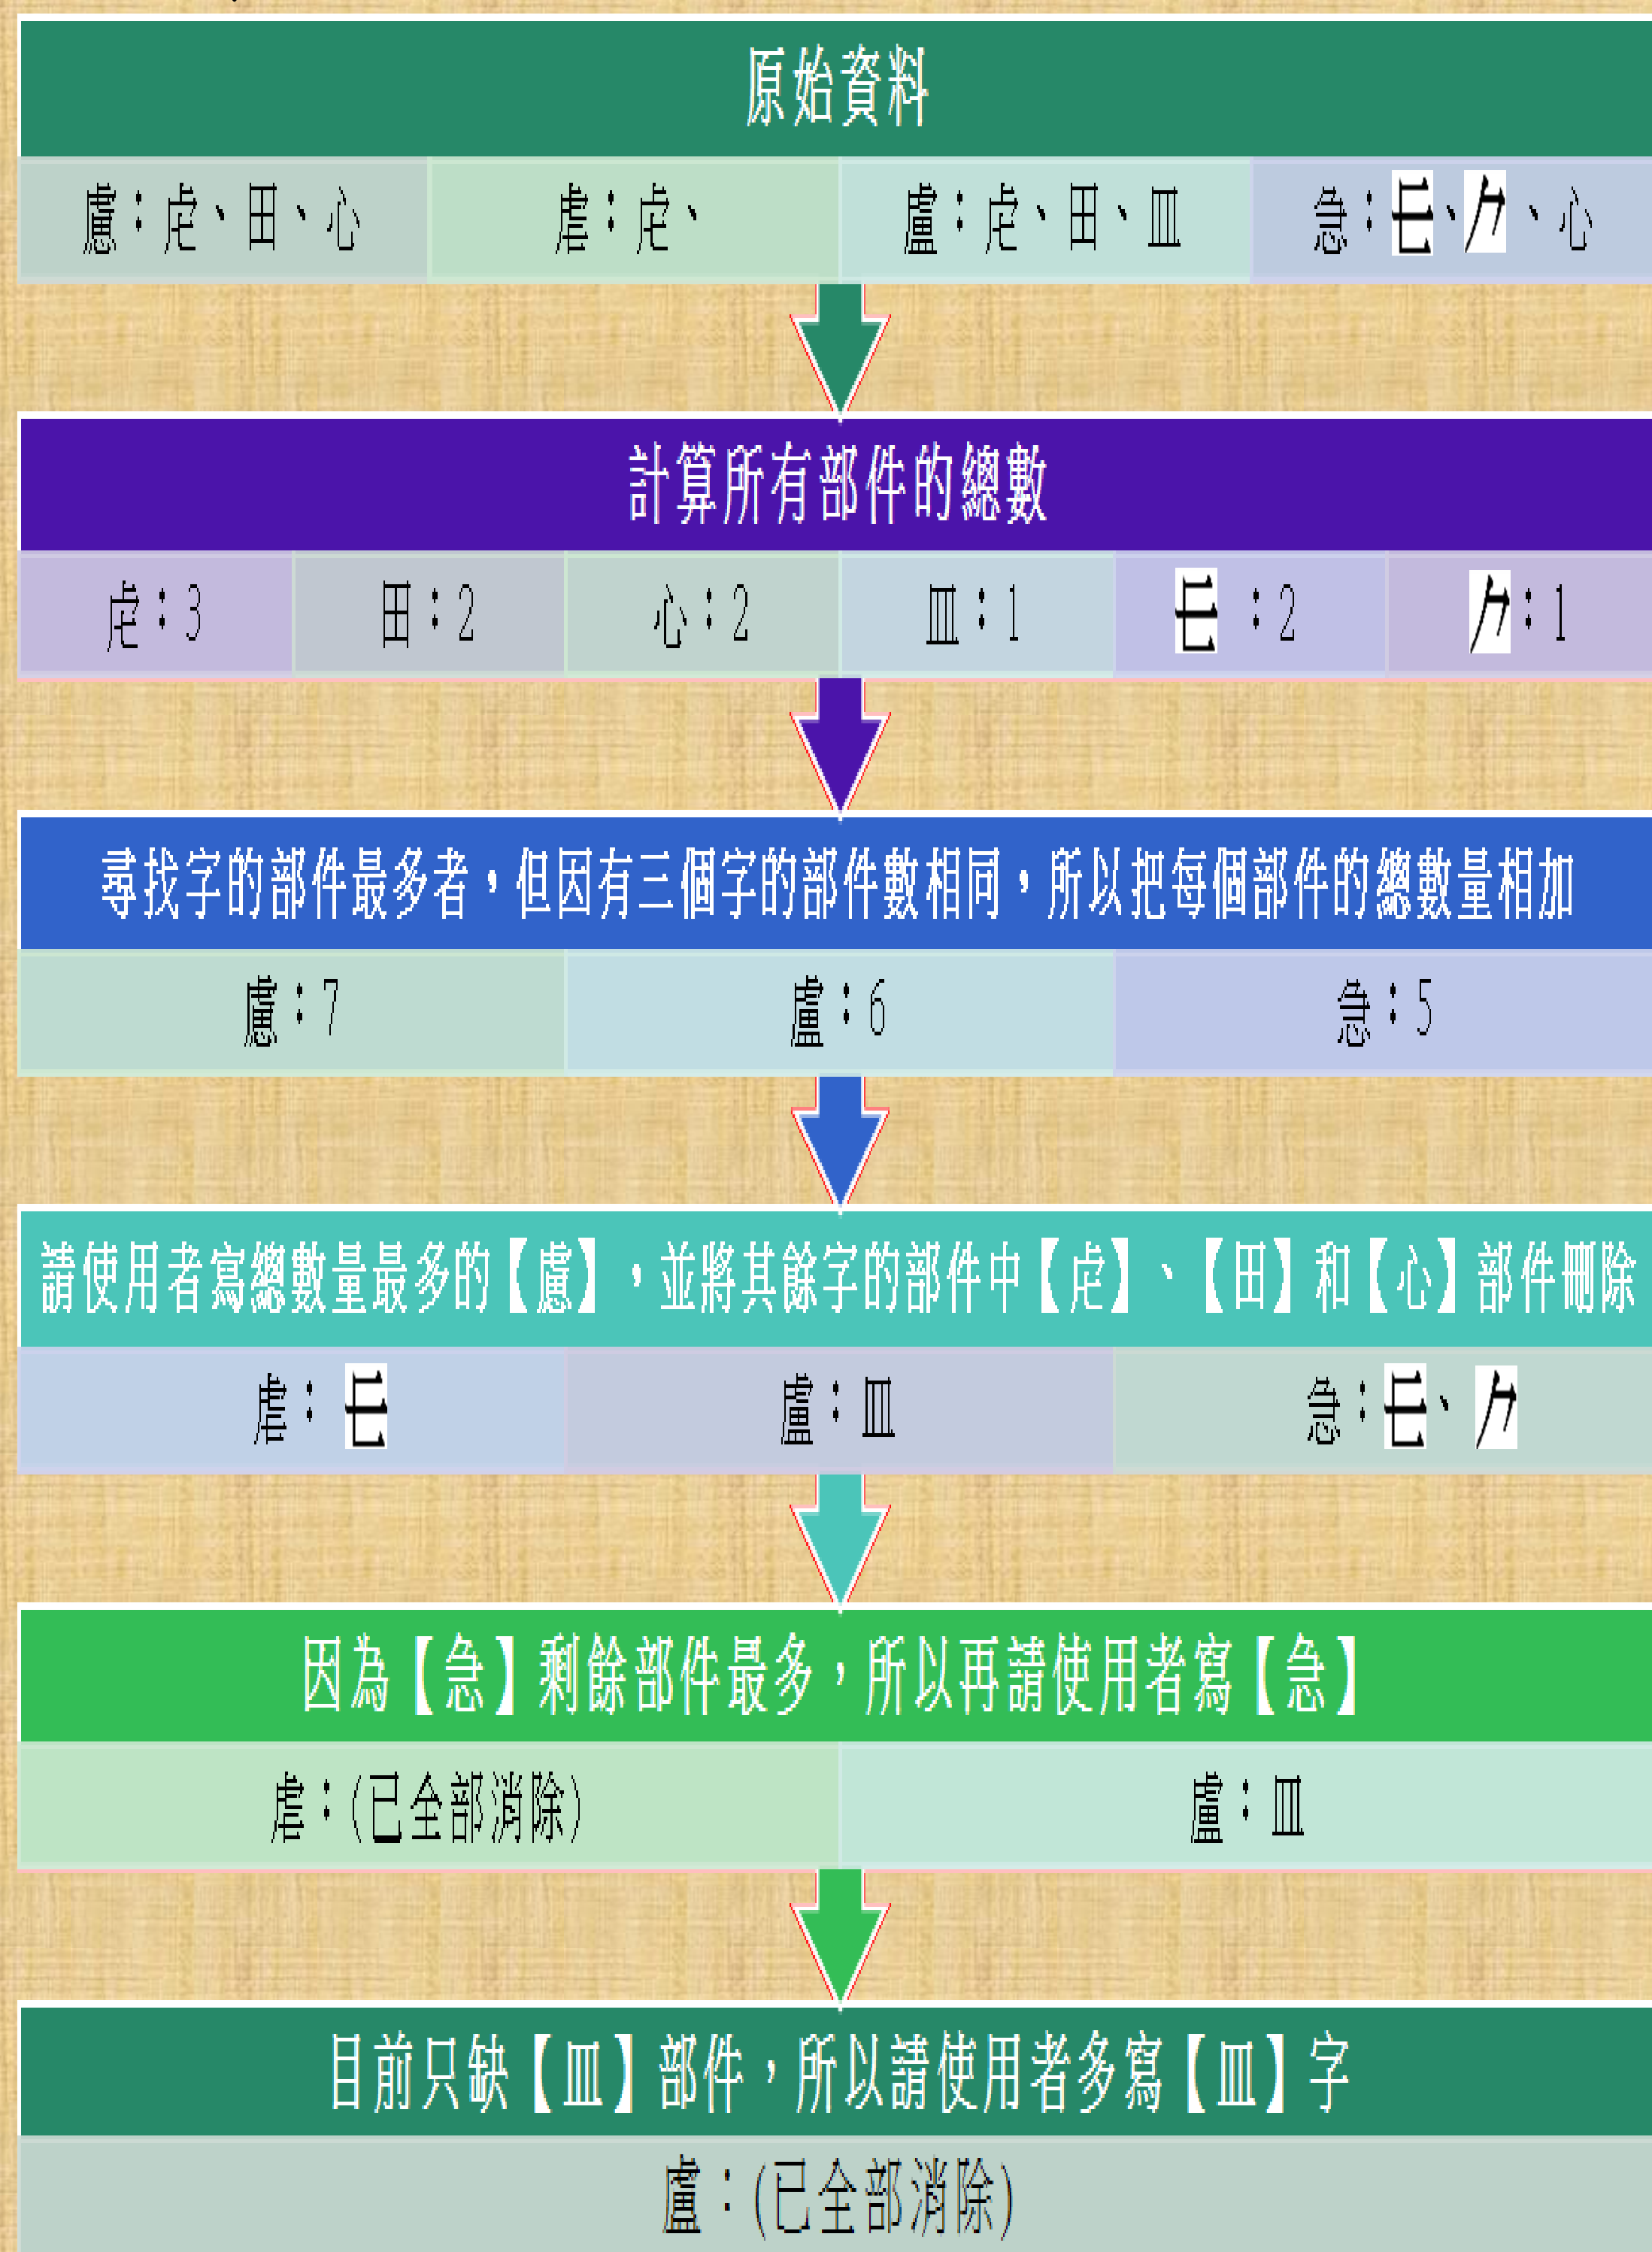 原始資料
慮：虍、田、心
虐：虍、
盧：虍、田、皿
急：𠂊、心
計算所有部件的總數
虍：3
田：2
心：2
皿：1
：2
𠂊：1
尋找字的部件最多者，但因有三個字的部件數相同，所以把每個部件的總數量相加
慮：7
盧：6
急：5
請使用者寫總數量最多的【慮】，並將其餘字的部件中【虍】、【田】和【心】部件刪除
虐：
盧：皿
急：、𠂊
因為【急】剩餘部件最多，所以再請使用者寫【急】
虐：(已全部消除)
盧：皿
目前只缺【皿】部件，所以請使用者多寫【皿】字
盧：(已全部消除)